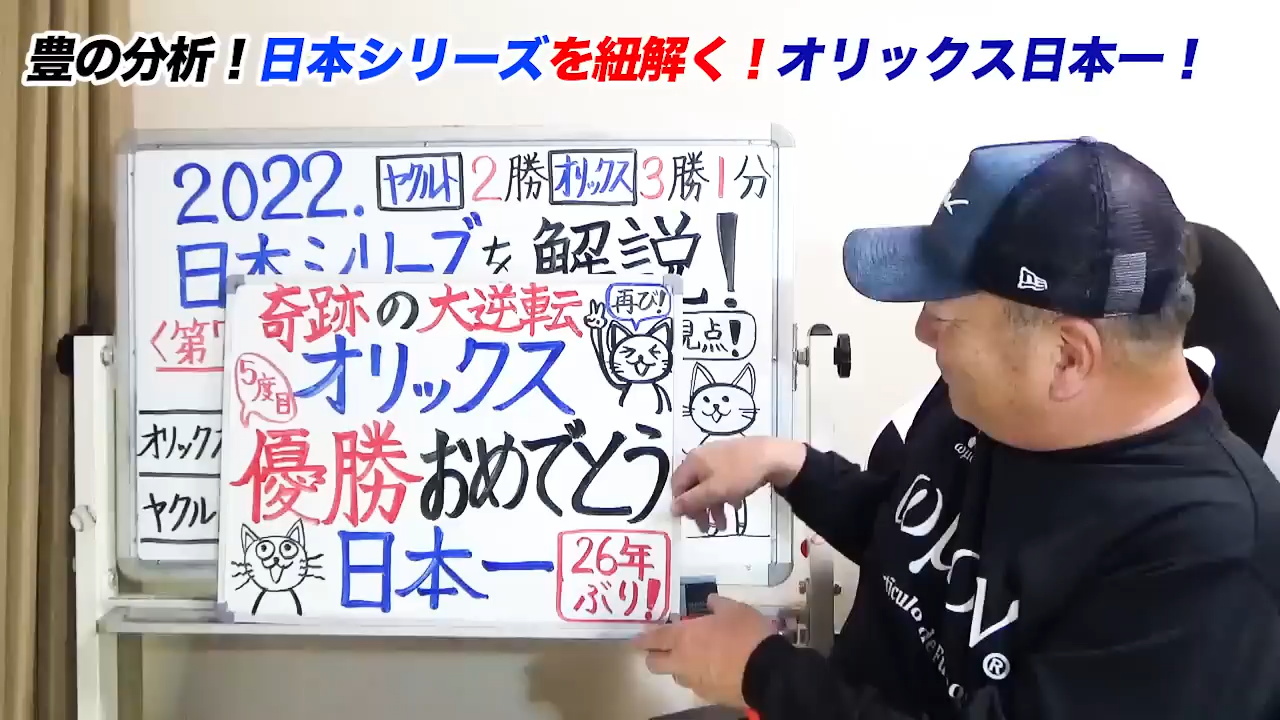 豊の分析！日本シリーズを紐解く！オリックス日本一！
2022. ヤクルト 2勝 オリックス 3勝1分
日本シリーズを解説！
奇跡の大逆転
再び！
オリックス
5度目
優勝おめでとう
日本一
26年
ぶり！
<第
視点！
オリックス
ヤクル